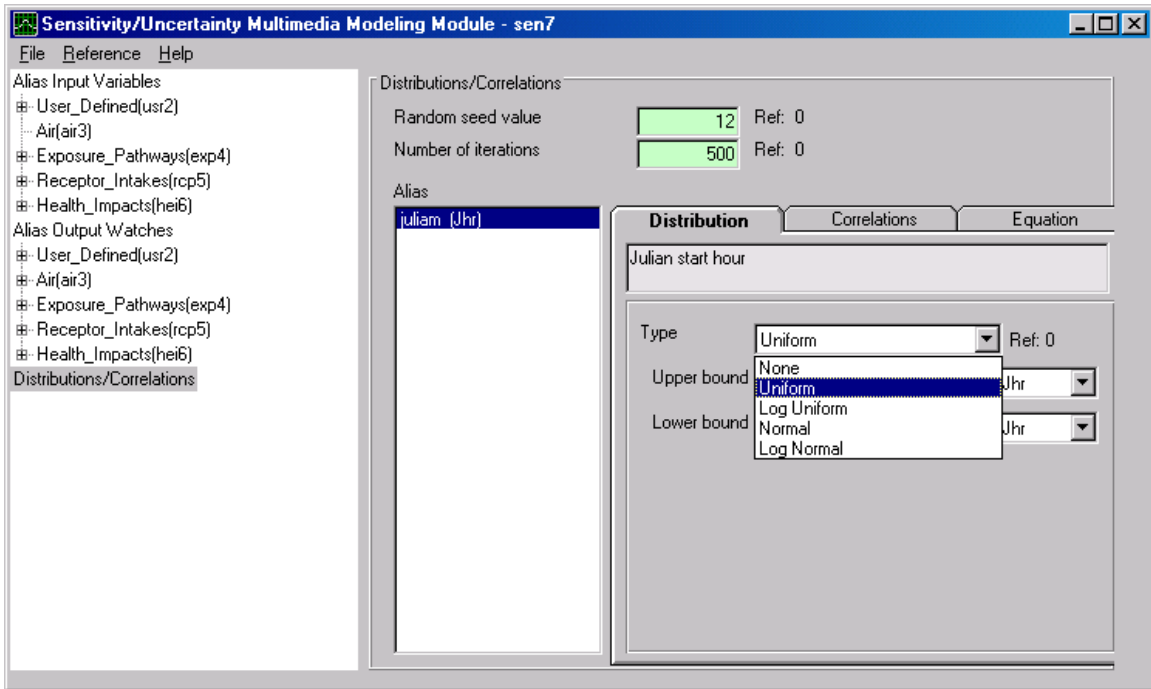 Sensitivity/Uncertainty Multimedia Modeling Module - sen7
File Reference Help
Alias Input Variables
User_Defined(usr2)
Air(air3)
Exposure_Pathways(exp4)
Receptor_Intakes(rcp5)
Health_Impacts(hei6)
Alias Output Watches
User_Defined(usr2)
Air(air3)
Exposure_Pathways(exp4)
Receptor_Intakes(rcp5)
Health_Impacts(hei6)
Distributions/Correlations
Distributions/Correlations
Random seed value 12 Ref: 0
Number of iterations 500 Ref: 0
Alias
juliam (Jhr)
Distribution Correlations Equation
Julian start hour
Type Uniform Ref: 0
None
Upper bound Uniform Jhr
Log Uniform
Lower bound Normal Jhr
Log Normal